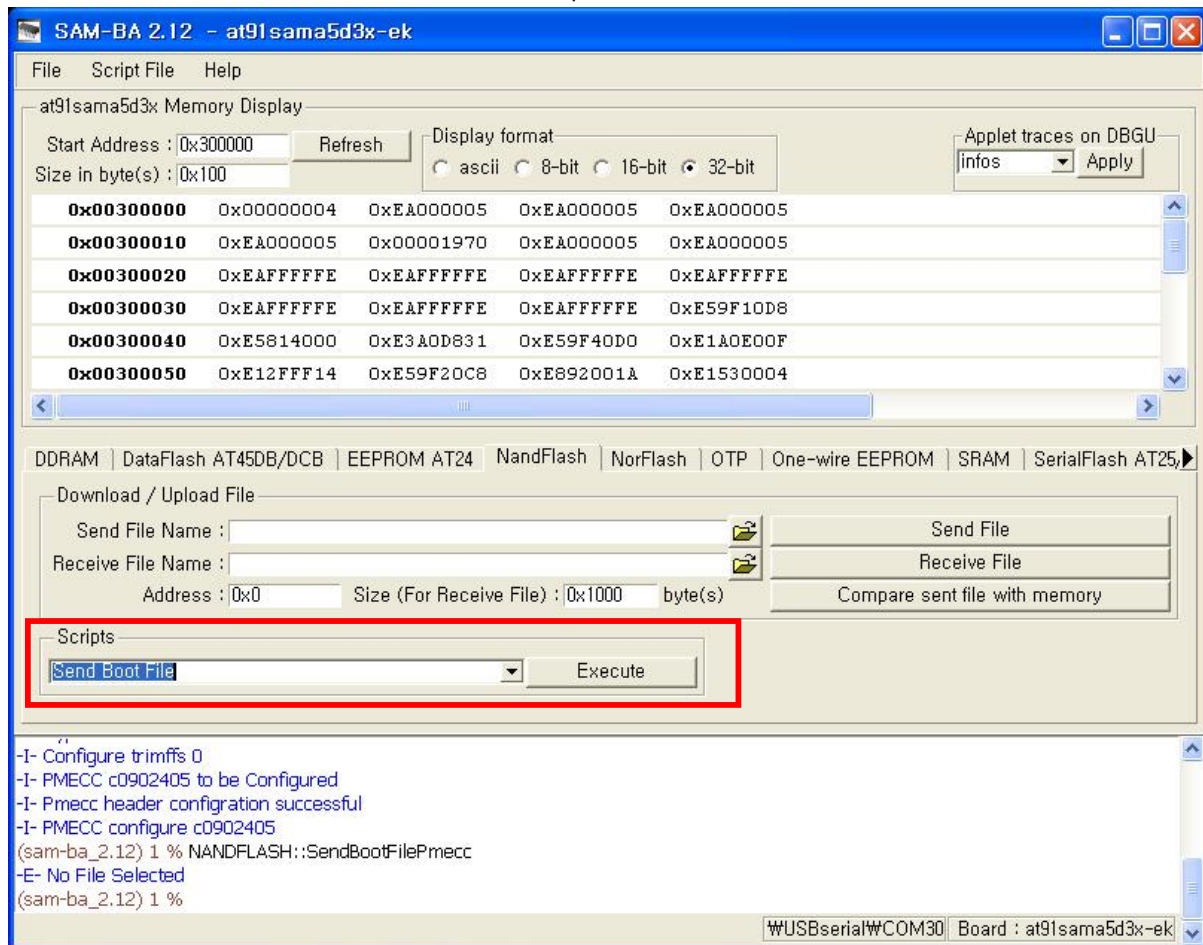 SAM-BA 2.12 - at91sama5d3x-ek
File Script File Help
at91sama5d3x Memory Display
Start Address : 0x300000 Refresh
Size in byte(s) : 0x100
Display format
ascii 8-bit 16-bit 32-bit
Applet traces on DBGU
infos Apply
0x00300000 0x00000004 0xEA000005 0xEA000005 0xEA000005
0x00300010 0xEA000005 0x00001970 0xEA000005 0xEA000005
0x00300020 0xEAFFFFFE 0xEAFFFFFE 0xEAFFFFFE 0xEAFFFFFE
0x00300030 0xEAFFFFFE 0xEAFFFFFE 0xEAFFFFFE 0xE59F10D8
0x00300040 0xE5814000 0xE3A0D831 0xE59F40D0 0xE1A0E00F
0x00300050 0xE12FFF14 0xE59F20C8 0xE892001A 0xE1530004
DDRAM DataFlash AT45DB/DCB EEPROM AT24 NandFlash NorFlash OTP One-wire EEPROM SRAM SerialFlash AT25/
Download / Upload File
Send File Name : Send File
Receive File Name : Receive File
Address : 0x0 Size (For Receive File) : 0x1000 byte(s) Compare sent file with memory
Scripts
Send Boot File Execute
-I- Configure trimffs 0
-I- PMECC c0902405 to be Configured
-I- Pmecc header configration successful
-I- PMECC configure c0902405
(sam-ba_2.12) 1 % NANDFLASH::SendBootFilePmecc
-E- No File Selected
(sam-ba_2.12) 1 %
₩USBserial₩COM30 Board : at91sama5d3x-ek